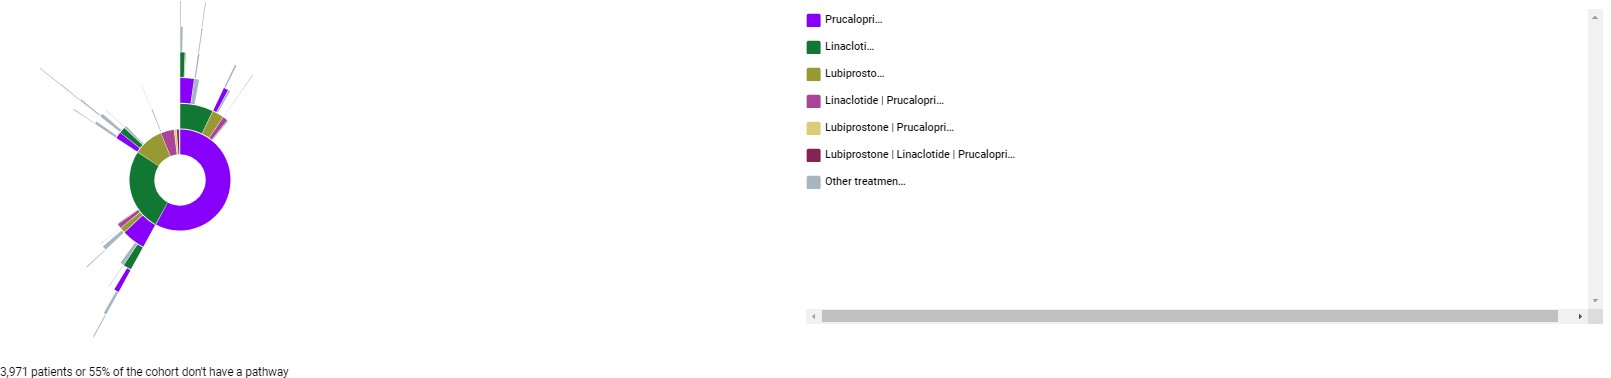 Prucalopri...
Linacloti...
Lubiprosto...
Linaclotide | Prucalopri...
Lubiprostone | Prucalopri...
Lubiprostone | Linaclotide | Prucalopri...
Other treatmen...
3,971 patients or 55% of the cohort don't have a pathway